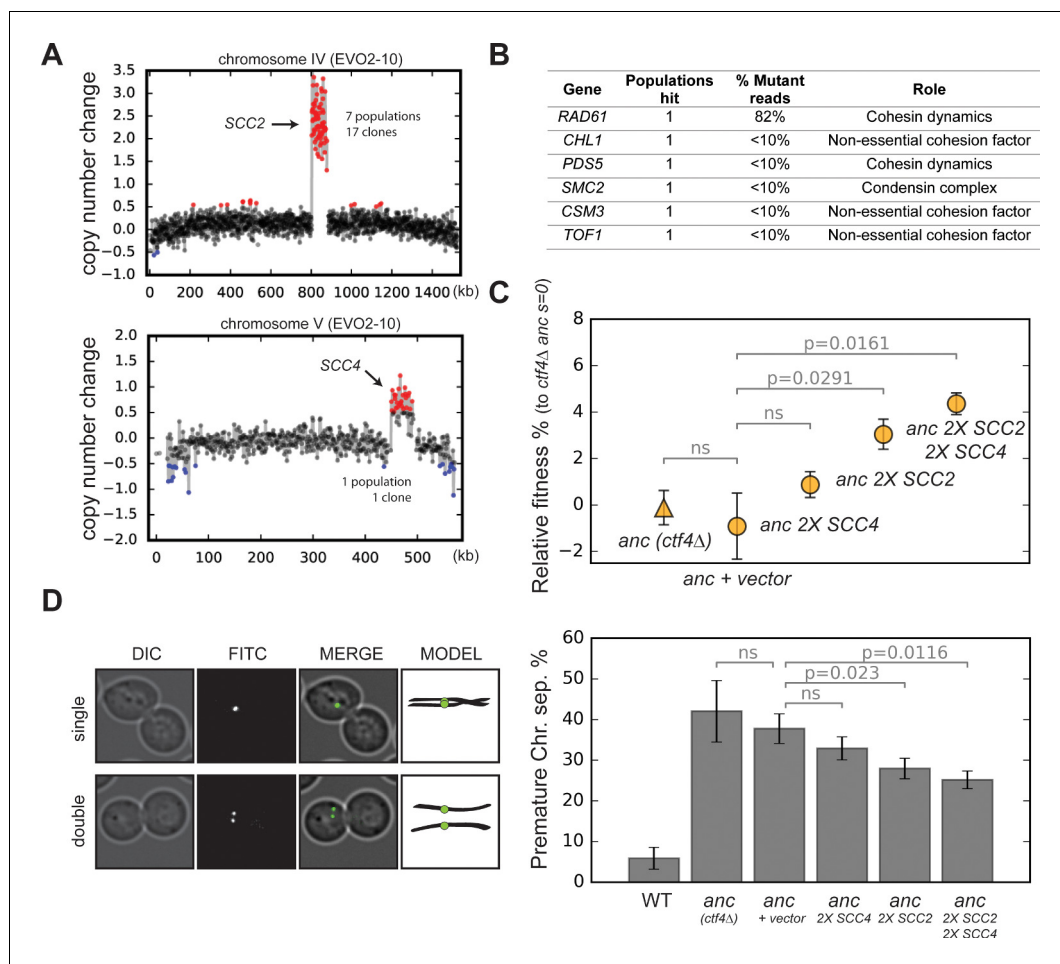 A
chromosome IV (EVO2-10)
copy number change
3.5
3.0
2.5
2.0
1.5
1.0
0.5
0.0
−0.5
−1.0
SCC2
7 populations
17 clones
0 200 400 600 800 1000 1200 1400 (kb)
chromosome V (EVO2-10)
copy number change
2.0
1.5
1.0
0.5
0.0
−0.5
−1.0
−1.5
−2.0
SCC4
1 population
1 clone
0 100 200 300 400 500 (kb)
B
Gene Populations hit % Mutant reads Role
RAD61 1 82% Cohesin dynamics
CHL1 1 <10% Non-essential cohesion factor
PDS5 1 <10% Cohesin dynamics
SMC2 1 <10% Condensin complex
CSM3 1 <10% Non-essential cohesion factor
TOF1 1 <10% Non-essential cohesion factor
C
Relative fitness % (to ctf4Δ anc s=0)
8
6
4
2
0
−2
p=0.0161
p=0.0291
ns
ns
anc 2X SCC2
2X SCC4
anc 2X SCC2
anc 2X SCC4
anc (ctf4Δ)
anc + vector
D
DIC FITC MERGE MODEL
single
double
Premature Chr. sep. %
60
50
40
30
20
10
0
ns
p=0.0116
p=0.023
ns
WT anc anc anc anc anc
(ctf4Δ) + vector 2X SCC4 2X SCC2 2X SCC2
2X SCC4